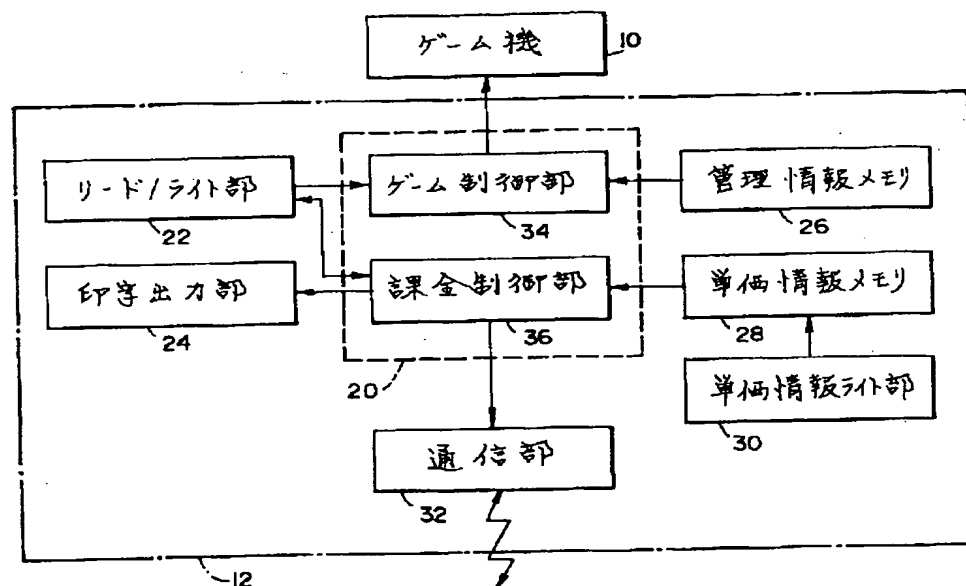 ゲーム機
10
リード/ライト部
22
ゲーム制御部
34
管理情報メモリ
26
印字出力部
24
課金制御部
36
単価情報メモリ
28
20
単価情報ライト部
30
通信部
32
12